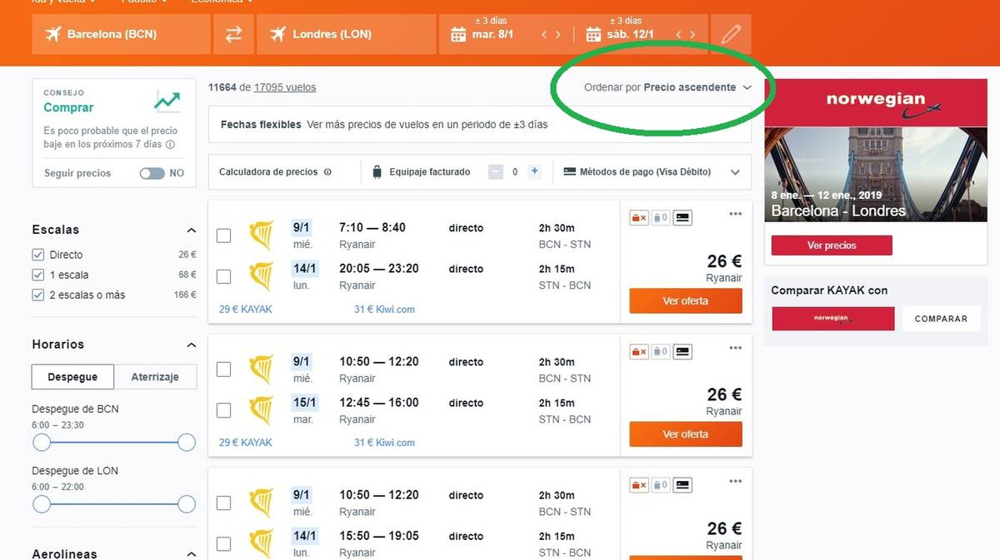 Ida y vuelta
Económica
Barcelona (BCN)
Londres (LON)
± 3 días
mar. 8/1
± 3 días
sáb. 12/1
CONSEJO
Comprar
Es poco probable que el precio
baje en los próximos 7 días
Seguir precios
NO
11664 de 17095 vuelos
Ordenar por Precio ascendente
Fechas flexibles Ver más precios de vuelos en un periodo de ±3 días
Calculadora de precios
Equipaje facturado
0
+
Métodos de pago (Visa Débito)
Escalas
Directo 26 €
1 escala 68 €
2 escalas o más 166 €
Horarios
Despegue Aterrizaje
Despegue de BCN
6:00 – 23:30
Despegue de LON
6:00 – 22:00
Aerolíneas
9/1 7:10 — 8:40 directo 2h 30m
mié. Ryanair BCN - STN
14/1 20:05 — 23:20 directo 2h 15m
lun. Ryanair STN - BCN
29 € KAYAK 31 € Kiwi.com
0
26 €
Ryanair
Ver oferta
9/1 10:50 — 12:20 directo 2h 30m
mié. Ryanair BCN - STN
15/1 12:45 — 16:00 directo 2h 15m
mar. Ryanair STN - BCN
29 € KAYAK 31 € Kiwi.com
0
26 €
Ryanair
Ver oferta
9/1 10:50 — 12:20 directo 2h 30m
mié. Ryanair BCN - STN
14/1 15:50 — 19:05 directo 2h 15m
lun. Ryanair STN - BCN
0
26 €
Ryanair
norwegian
8 ene. — 12 ene., 2019
Barcelona - Londres
Ver precios
Comparar KAYAK con
norwegian
COMPARAR